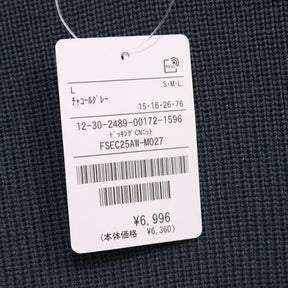 RFID
L
S-M-L
ﾁｬｺｰﾙｸﾞﾚｰ
15-16-26-76
12-30-2489-00172-1596
ﾄﾞｯｷﾝｸﾞCNﾆｯﾄ
FSEC25AW-M027
¥6,996
(本体価格 ¥6,360)